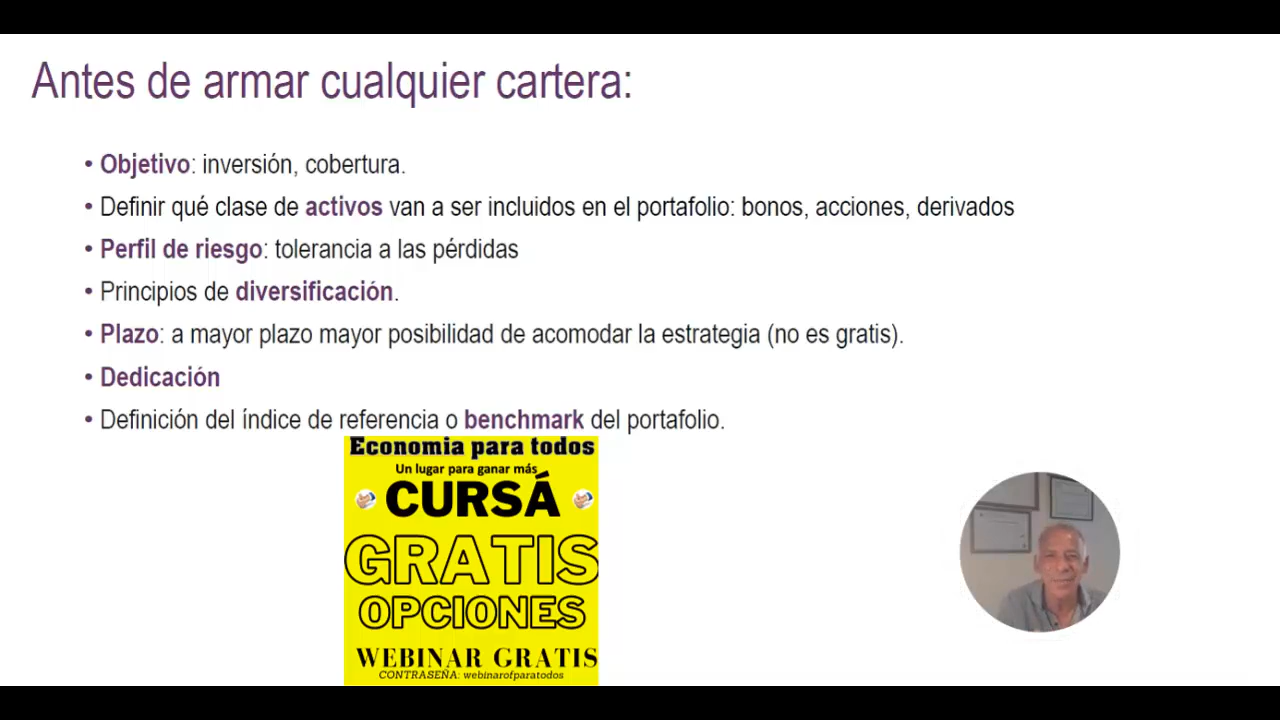 Antes de armar cualquier cartera:
• Objetivo: inversión, cobertura.
• Definir qué clase de activos van a ser incluidos en el portafolio: bonos, acciones, derivados
• Perfil de riesgo: tolerancia a las pérdidas
• Principios de diversificación.
• Plazo: a mayor plazo mayor posibilidad de acomodar la estrategia (no es gratis).
• Dedicación
• Definición del índice de referencia o benchmark del portafolio.
Economia para todos
Un lugar para ganar más
CURSÁ
GRATIS
OPCIONES
WEBINAR GRATIS
CONTRASEÑA: webinarofparatodos